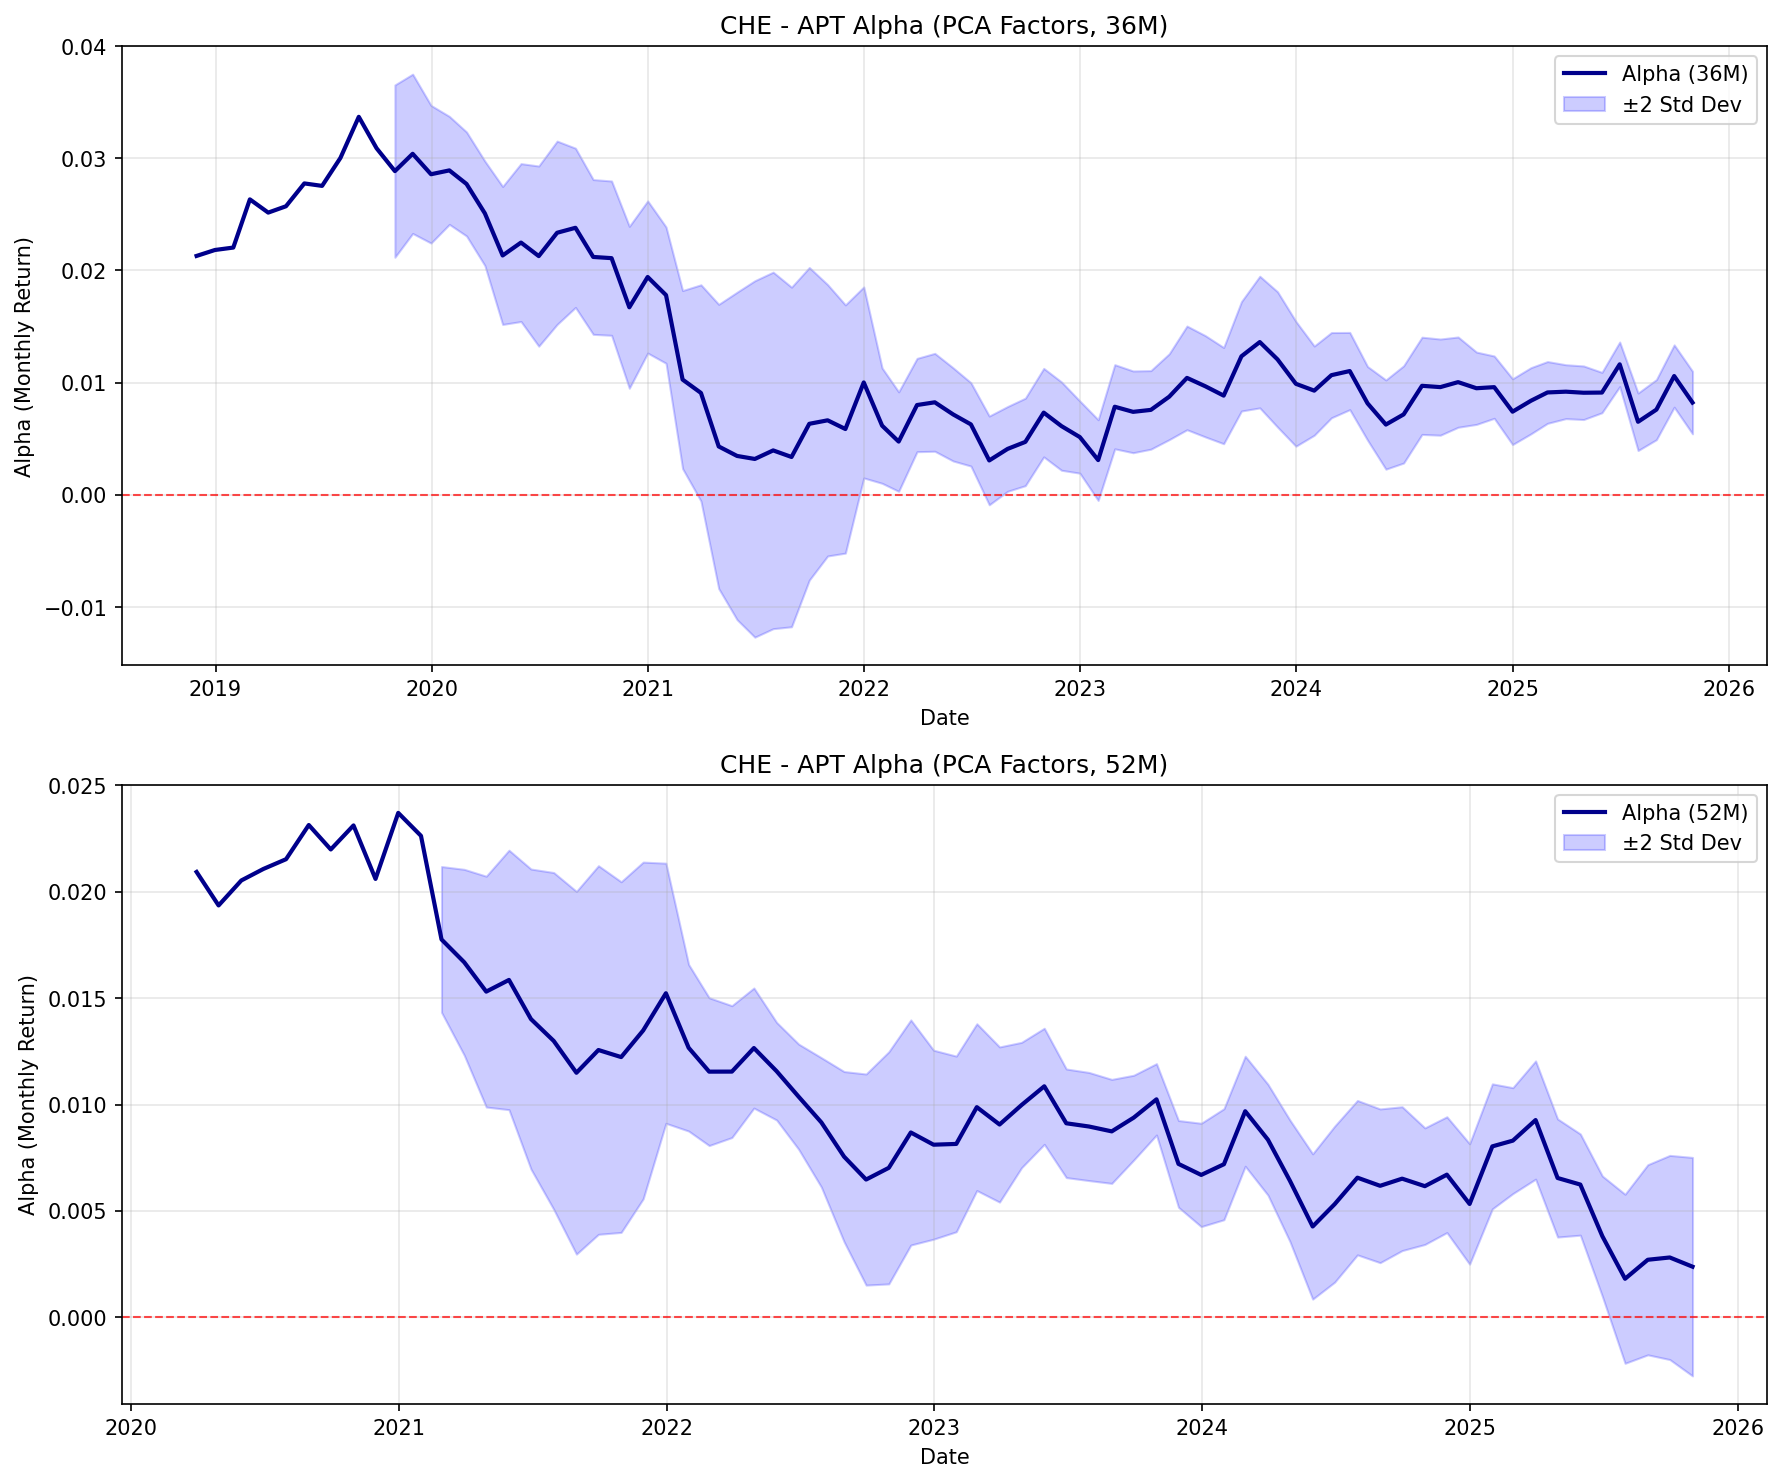 CHE - APT Alpha (PCA Factors, 36M)
Alpha (Monthly Return)
0.04
0.03
0.02
0.01
0.00
−0.01
Alpha (36M)
±2 Std Dev
2019 2020 2021 2022 2023 2024 2025 2026
Date
CHE - APT Alpha (PCA Factors, 52M)
Alpha (Monthly Return)
0.025
0.020
0.015
0.010
0.005
0.000
Alpha (52M)
±2 Std Dev
2020 2021 2022 2023 2024 2025 2026
Date